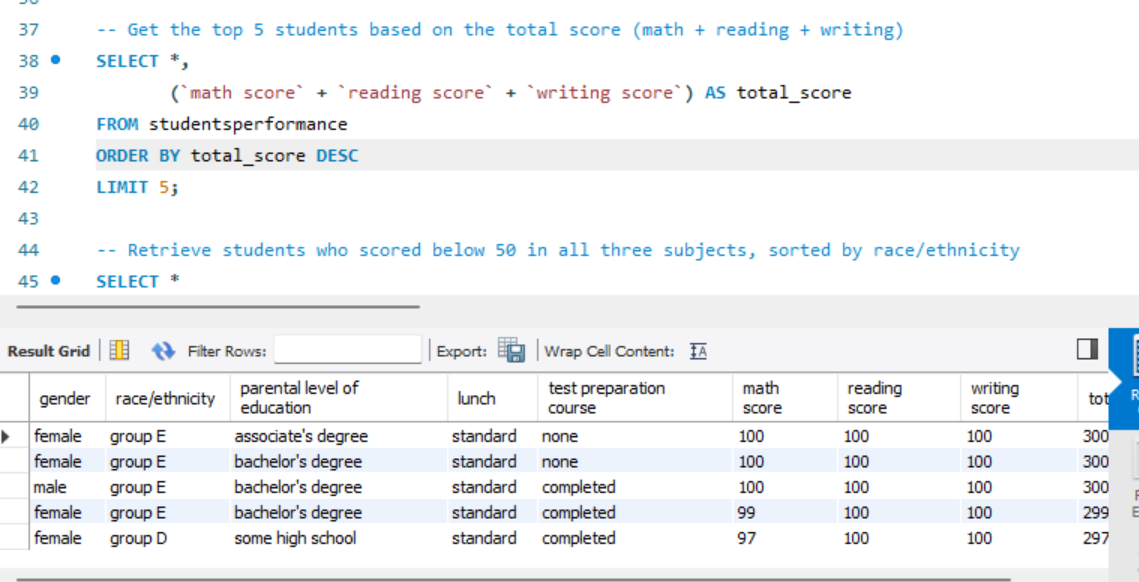 37 -- Get the top 5 students based on the total score (math + reading + writing)
38 SELECT *,
39 (`math score` + `reading score` + `writing score`) AS total_score
40 FROM studentsperformance
41 ORDER BY total_score DESC
42 LIMIT 5;
43
44 -- Retrieve students who scored below 50 in all three subjects, sorted by race/ethnicity
45 SELECT *
Result Grid Filter Rows: Export: Wrap Cell Content: IA
gender race/ethnicity parental level of education lunch test preparation course math score reading score writing score tot
female group E associate's degree standard none 100 100 100 300
female group E bachelor's degree standard none 100 100 100 300
male group E bachelor's degree standard completed 100 100 100 300
female group E bachelor's degree standard completed 99 100 100 299
female group D some high school standard completed 97 100 100 297